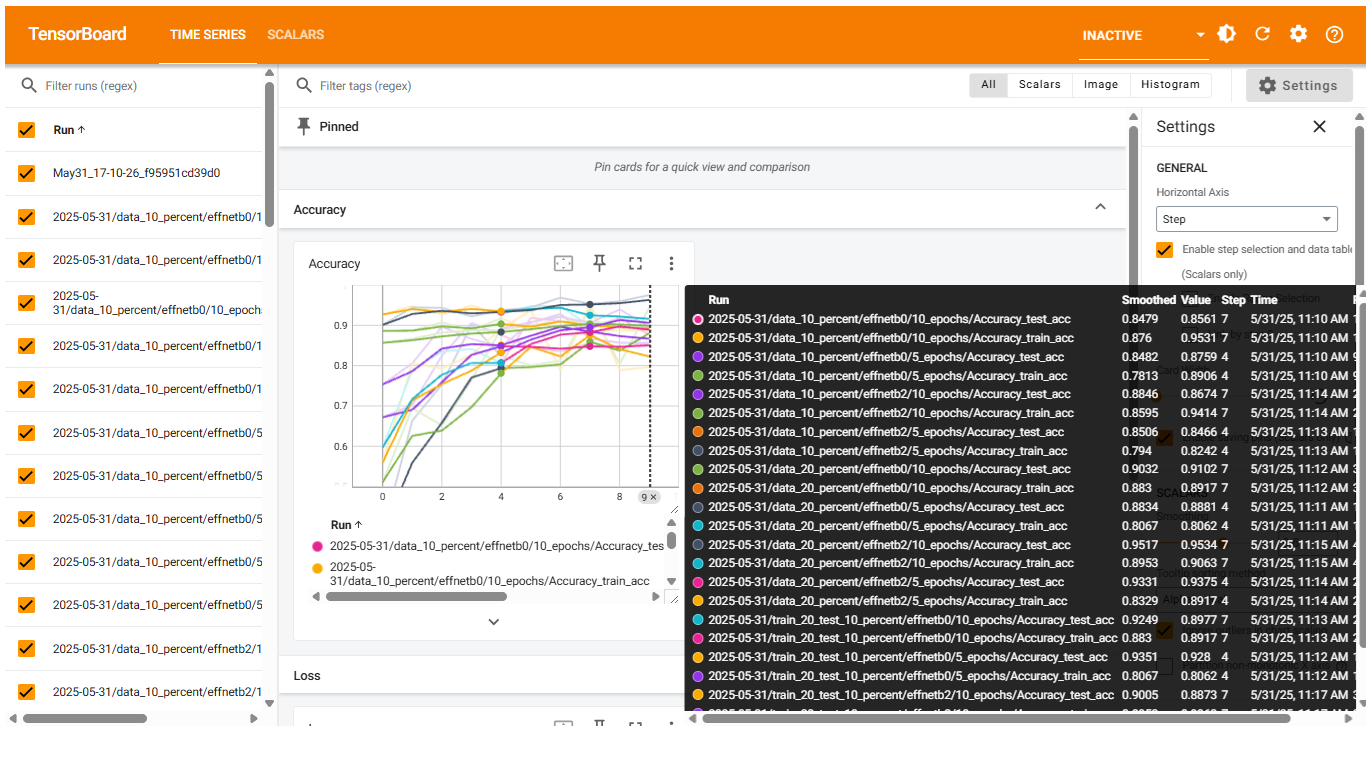 TensorBoard TIME SERIES SCALARS INACTIVE
Filter runs (regex)
Run
May31_17-10-26_f95951cd39d0
2025-05-31/data_10_percent/effnetb0/1
2025-05-31/data_10_percent/effnetb0/1
2025-05-
31/data_10_percent/effnetb0/10_epochs
2025-05-31/data_10_percent/effnetb0/1
2025-05-31/data_10_percent/effnetb0/1
2025-05-31/data_10_percent/effnetb0/5
2025-05-31/data_10_percent/effnetb0/5
2025-05-31/data_10_percent/effnetb0/5
2025-05-31/data_10_percent/effnetb0/5
2025-05-31/data_10_percent/effnetb0/5
2025-05-31/data_10_percent/effnetb2/1
2025-05-31/data_10_percent/effnetb2/1
Filter tags (regex)
All Scalars Image Histogram Settings
Pinned
Pin cards for a quick view and comparison
Accuracy
Accuracy
0.9
0.8
0.7
0.6
0 2 4 6 8 9
Run
2025-05-31/data_10_percent/effnetb0/10_epochs/Accuracy_tes
2025-05-
31/data_10_percent/effnetb0/10_epochs/Accuracy_train_acc
Loss
Settings
GENERAL
Horizontal Axis
Step
Enable step selection and data table
(Scalars only)
Run Smoothed Value Step Time
2025-05-31/data_10_percent/effnetb0/10_epochs/Accuracy_test_acc 0.8479 0.8561 7 5/31/25, 11:10 AM
2025-05-31/data_10_percent/effnetb0/10_epochs/Accuracy_train_acc 0.876 0.9531 7 5/31/25, 11:10 AM
2025-05-31/data_10_percent/effnetb0/5_epochs/Accuracy_test_acc 0.8482 0.8759 4 5/31/25, 11:10 AM
2025-05-31/data_10_percent/effnetb0/5_epochs/Accuracy_train_acc 0.7813 0.8906 4 5/31/25, 11:10 AM
2025-05-31/data_10_percent/effnetb2/10_epochs/Accuracy_test_acc 0.8846 0.8674 7 5/31/25, 11:14 AM
2025-05-31/data_10_percent/effnetb2/10_epochs/Accuracy_train_acc 0.8595 0.9414 7 5/31/25, 11:14 AM
2025-05-31/data_10_percent/effnetb2/5_epochs/Accuracy_test_acc 0.8506 0.8466 4 5/31/25, 11:13 AM
2025-05-31/data_10_percent/effnetb2/5_epochs/Accuracy_train_acc 0.794 0.8242 4 5/31/25, 11:13 AM
2025-05-31/data_20_percent/effnetb0/10_epochs/Accuracy_test_acc 0.9032 0.9102 7 5/31/25, 11:12 AM
2025-05-31/data_20_percent/effnetb0/10_epochs/Accuracy_train_acc 0.883 0.8917 7 5/31/25, 11:12 AM
2025-05-31/data_20_percent/effnetb0/5_epochs/Accuracy_test_acc 0.8834 0.8881 4 5/31/25, 11:11 AM
2025-05-31/data_20_percent/effnetb0/5_epochs/Accuracy_train_acc 0.8067 0.8062 4 5/31/25, 11:11 AM
2025-05-31/data_20_percent/effnetb2/10_epochs/Accuracy_test_acc 0.9517 0.9534 7 5/31/25, 11:15 AM
2025-05-31/data_20_percent/effnetb2/10_epochs/Accuracy_train_acc 0.8953 0.9063 7 5/31/25, 11:15 AM
2025-05-31/data_20_percent/effnetb2/5_epochs/Accuracy_test_acc 0.9331 0.9375 4 5/31/25, 11:14 AM
2025-05-31/data_20_percent/effnetb2/5_epochs/Accuracy_train_acc 0.8329 0.8917 4 5/31/25, 11:14 AM
2025-05-31/train_20_test_10_percent/effnetb0/10_epochs/Accuracy_test_acc 0.9249 0.8977 7 5/31/25, 11:13 AM
2025-05-31/train_20_test_10_percent/effnetb0/10_epochs/Accuracy_train_acc 0.883 0.8917 7 5/31/25, 11:13 AM
2025-05-31/train_20_test_10_percent/effnetb0/5_epochs/Accuracy_test_acc 0.9351 0.928 4 5/31/25, 11:12 AM
2025-05-31/train_20_test_10_percent/effnetb0/5_epochs/Accuracy_train_acc 0.8067 0.8062 4 5/31/25, 11:12 AM
2025-05-31/train_20_test_10_percent/effnetb2/10_epochs/Accuracy_test_acc 0.9005 0.8873 7 5/31/25, 11:17 AM